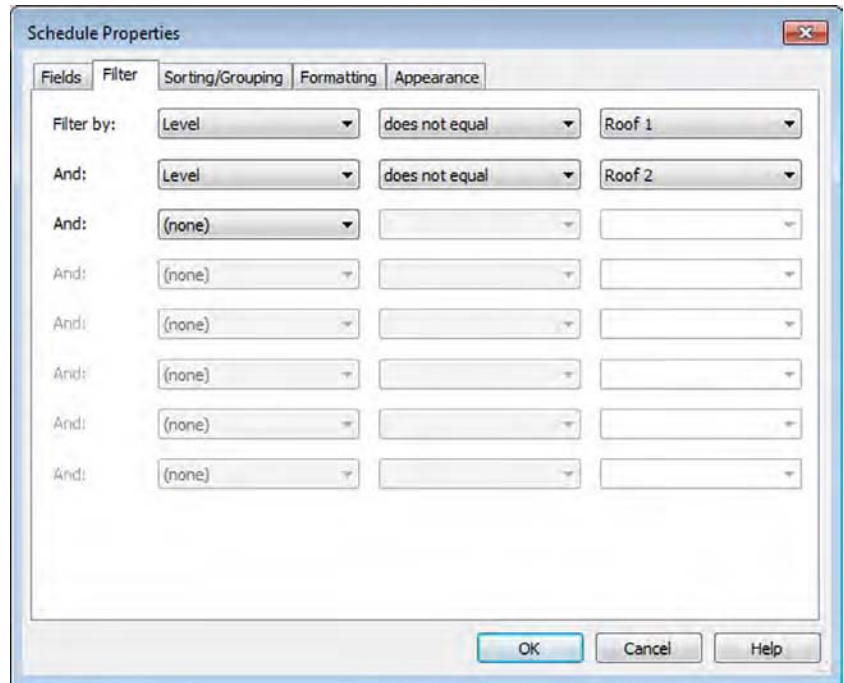 Schedule Properties
Fields Filter Sorting/Grouping Formatting Appearance
Filter by: Level does not equal Roof 1
And: Level does not equal Roof 2
And: (none)
And: (none)
And: (none)
And: (none)
And: (none)
And: (none)
OK Cancel Help